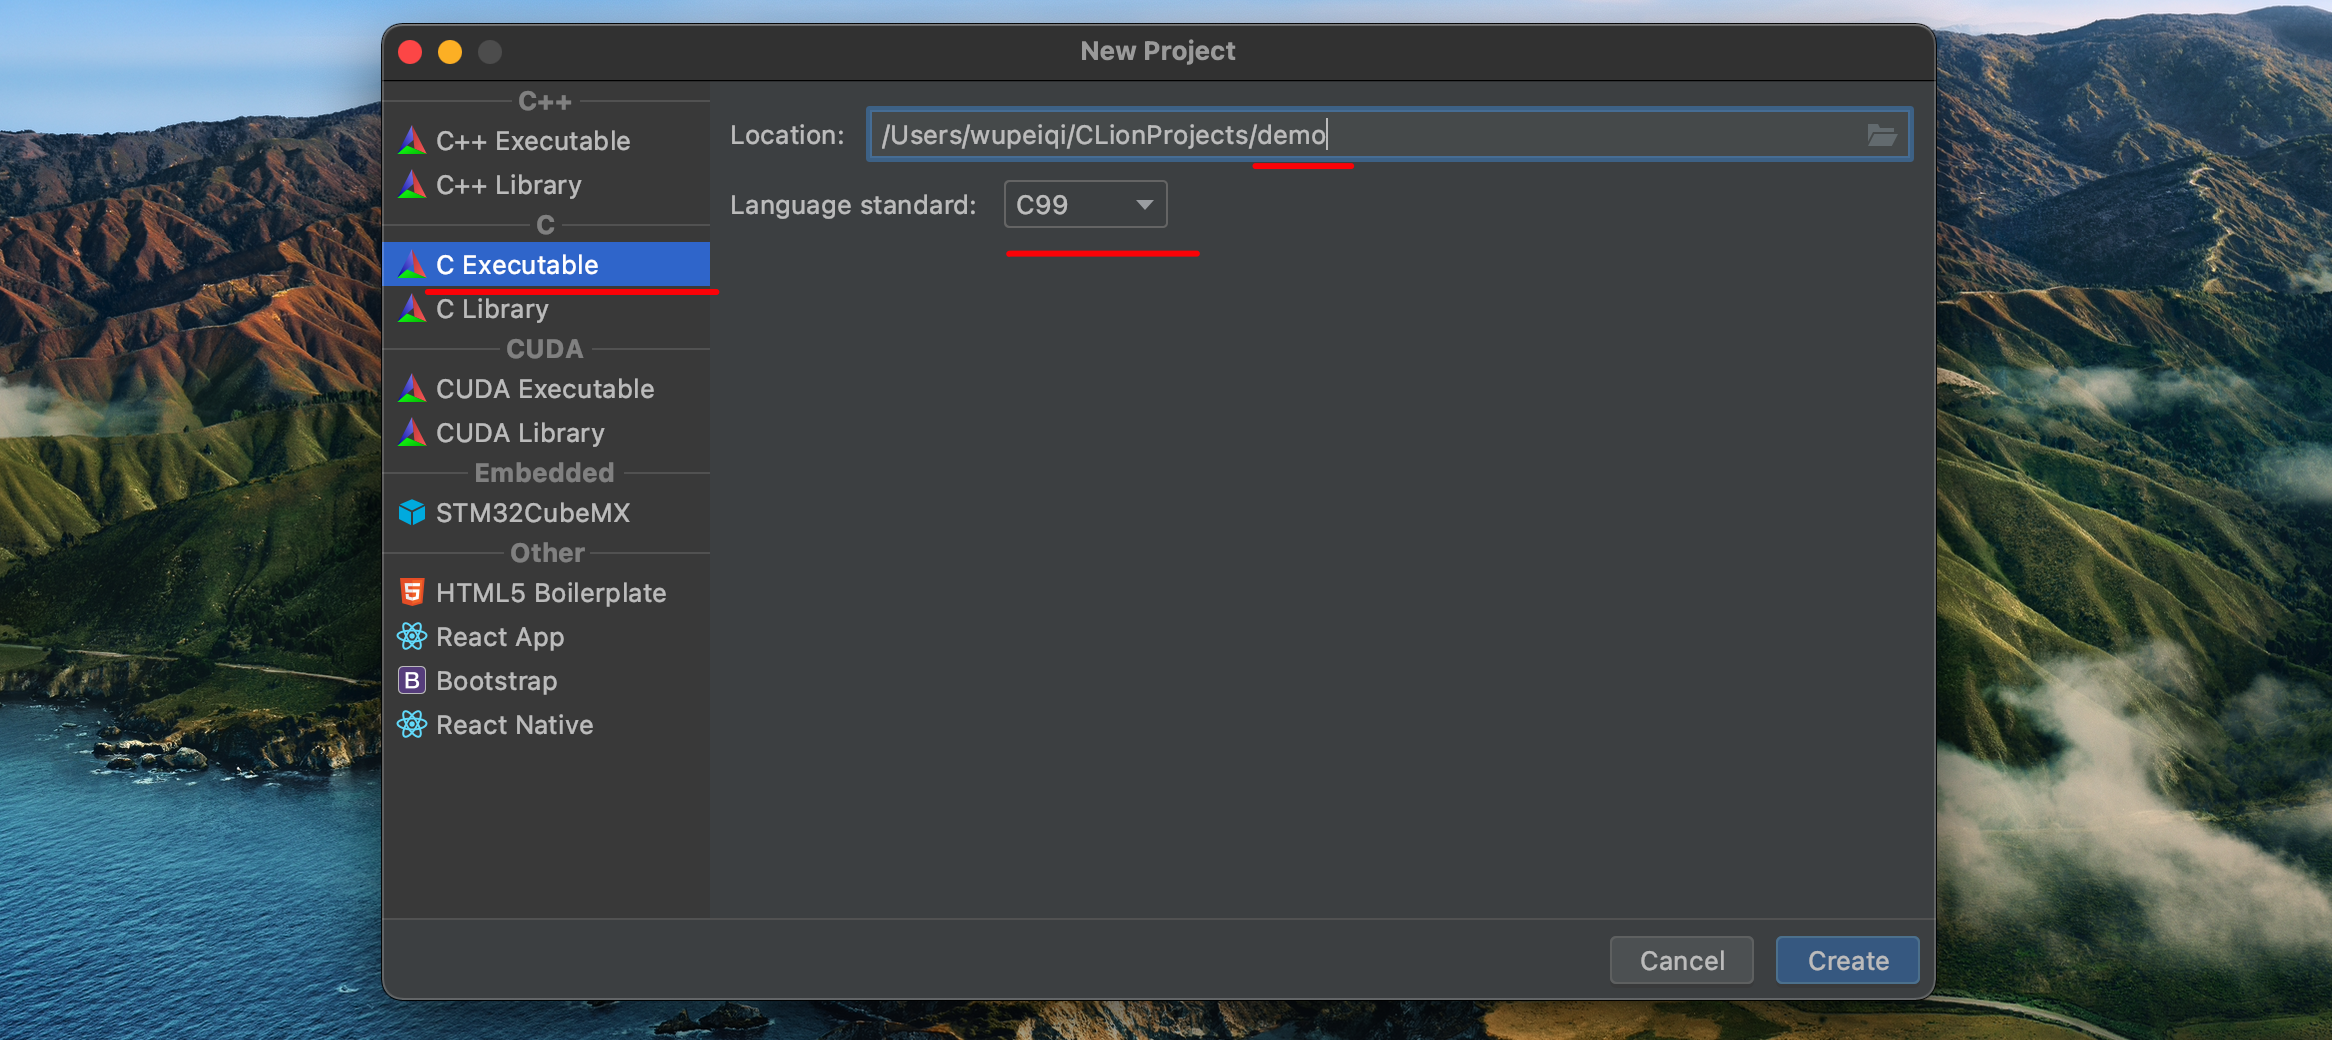 New Project
C++
C++ Executable
C++ Library
C
C Executable
C Library
CUDA
CUDA Executable
CUDA Library
Embedded
STM32CubeMX
Other
5 HTML5 Boilerplate
React App
B Bootstrap
React Native
Location: /Users/wupeiqi/CLionProjects/demo
Language standard: C99
Cancel Create